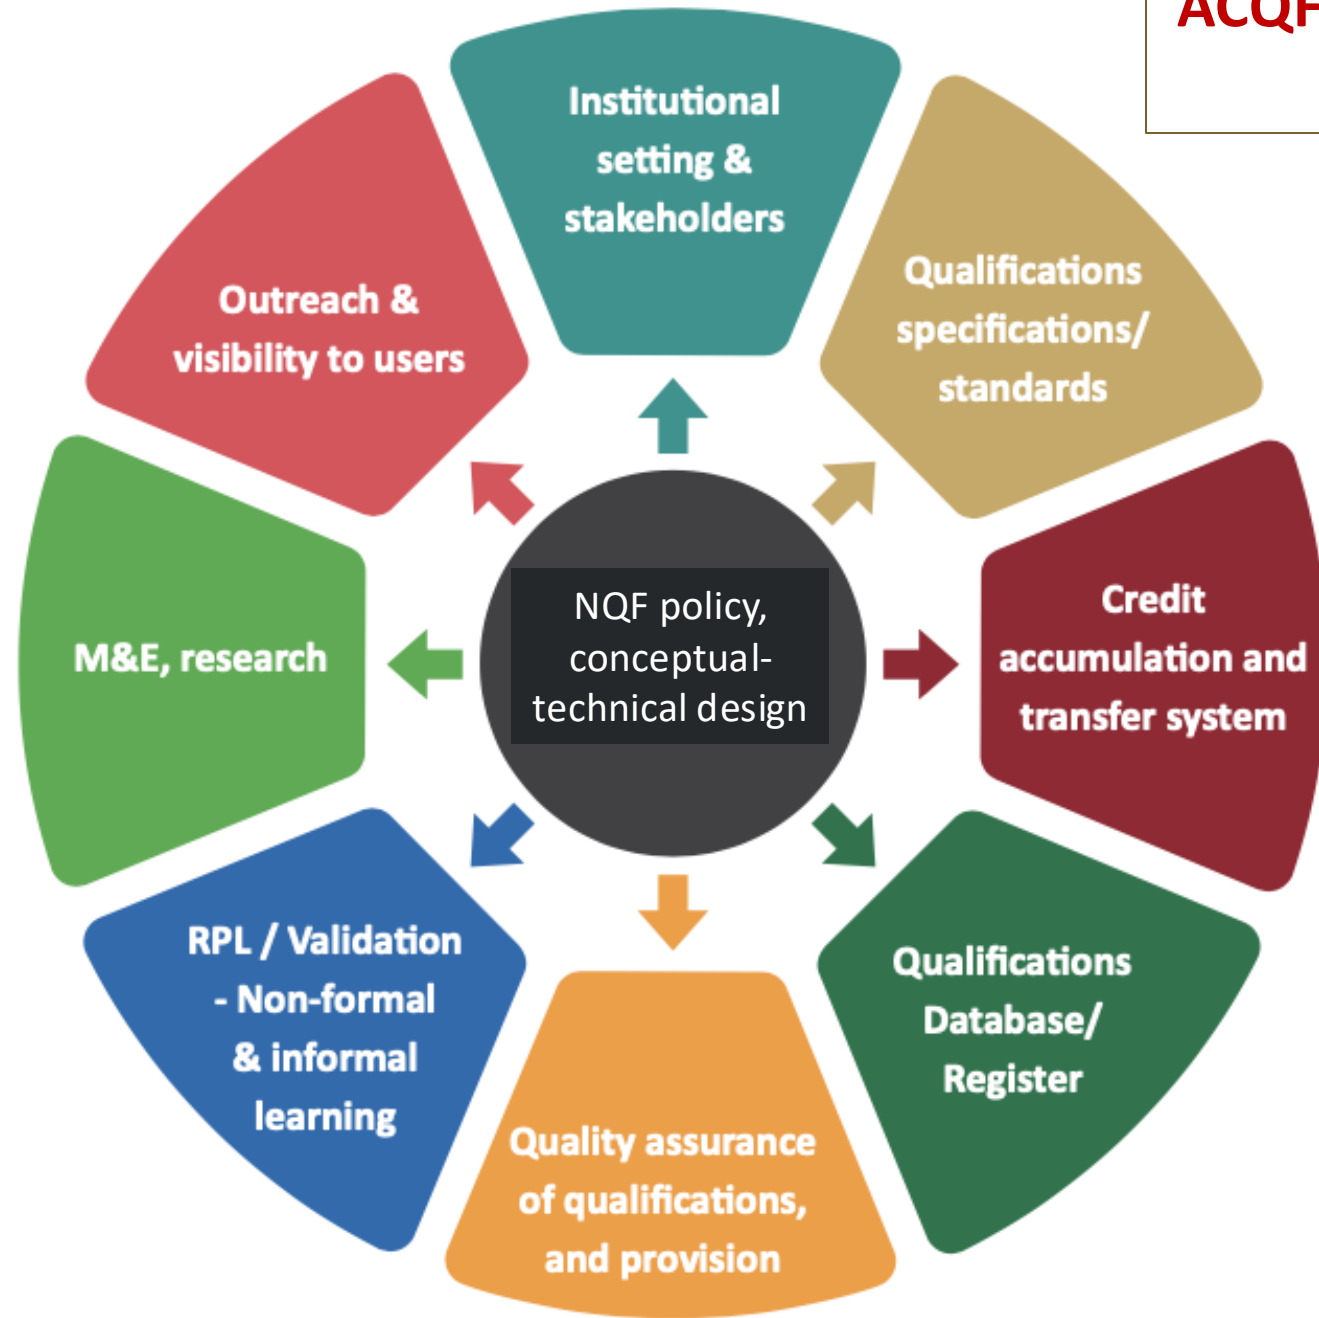 ACQF
Institutional
setting &
stakeholders
Qualifications
specifications/
standards
Credit
accumulation and
transfer system
Qualifications
Database/
Register
Quality assurance
of qualifications,
and provision
RPL / Validation
- Non-formal
& informal
learning
M&E, research
Outreach &
visibility to users
NQF policy,
conceptual-
technical design